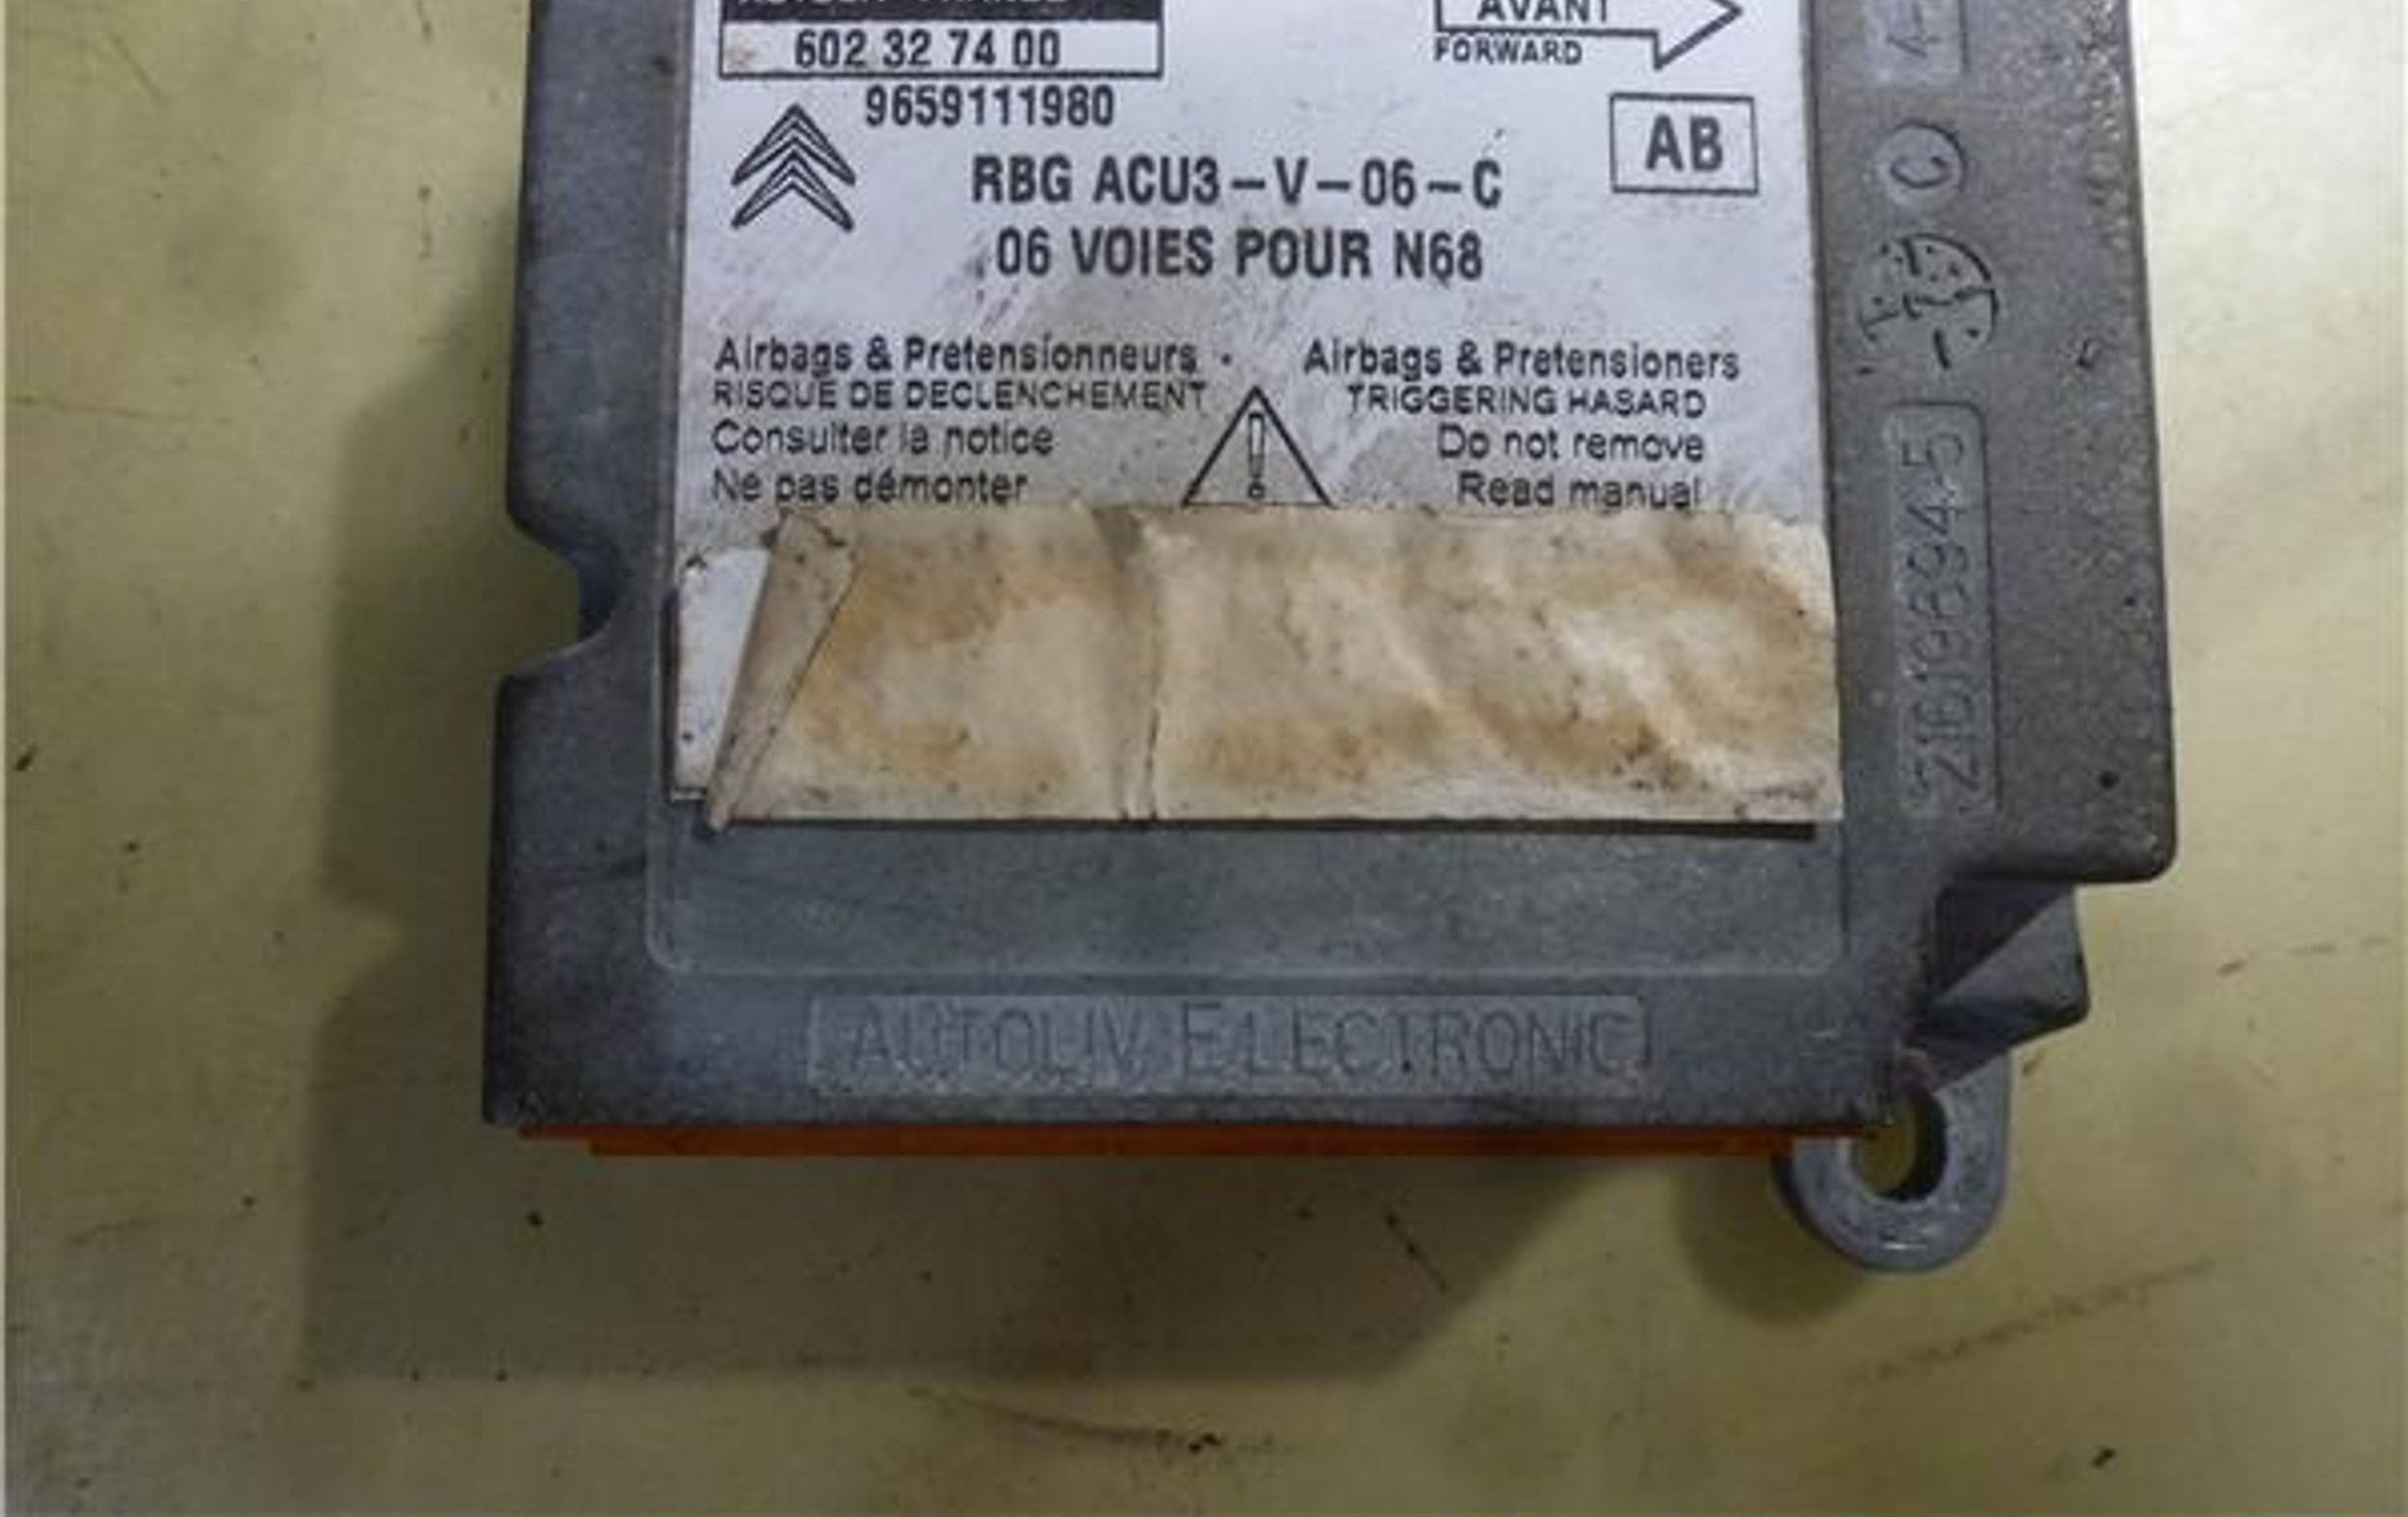 602 32 74 00
AVANT
FORWARD
9659111980
AB
RBG ACU3-V-06-C
06 VOIES POUR N68
Airbags & Pretensionneurs
RISQUE DE DECLENCHEMENT
Consulter la notice
Ne pas démonter
Airbags & Pretensioners
TRIGGERING HASARD
Do not remove
Read manual
C
AUTOLIV ELECTRONIC